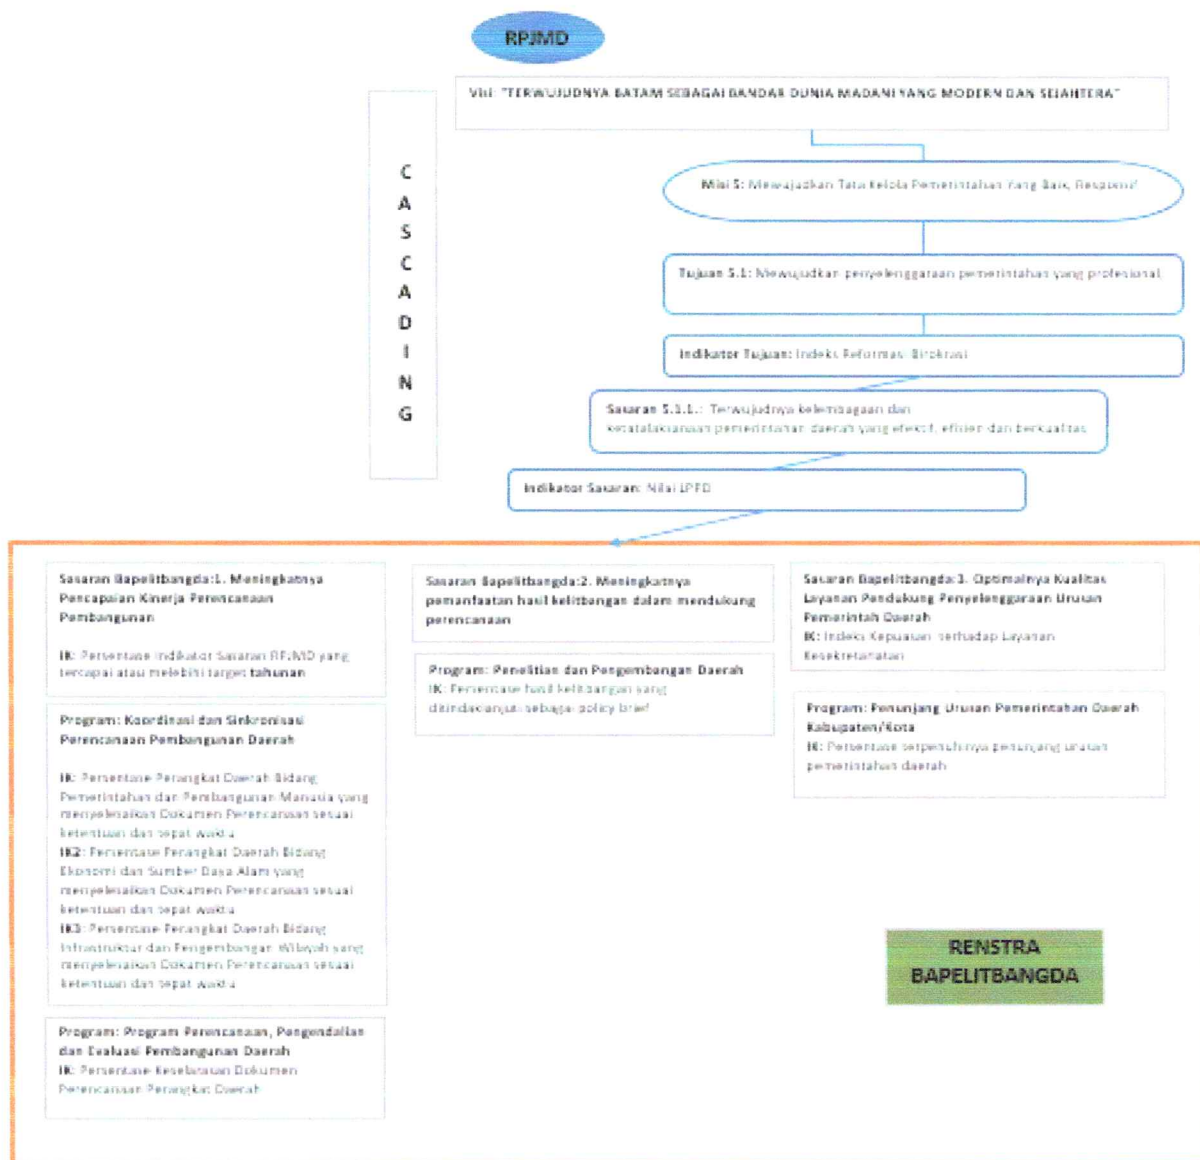 RPJMD
Visi: "TERWUJUDNYA BATAM SEBAGAI BANDAR DUNIA MADANI YANG MODERN DAN SEJAHTERA"
C
A
S
C
A
D
I
N
G
Misi 5: Mewujudkan Tata Kelola Pemerintahan Yang Baik, Responsif
Tujuan 5.1: Mewujudkan penyelenggaraan pemerintahan yang profesional
Indikator Tujuan: Indeks Reformasi Birokrasi
Sasaran 5.1.1.: Terwujudnya kelembagaan dan
ketatalaksanaan pemerintahan daerah yang efektif, efisien dan berkualitas
Indikator Sasaran: Nilai LPPD
Sasaran Bapelitbangda:1. Meningkatnya
Pencapaian Kinerja Perencanaan
Pembangunan
IK: Persentase Indikator Sasaran RPJMD yang
tercapai atau melebihi target tahunan
Program: Koordinasi dan Sinkronisasi
Perencanaan Pembangunan Daerah
IK: Persentase Perangkat Daerah Bidang
Pemerintahan dan Pembangunan Manusia yang
menyelesaikan Dokumen Perencanaan sesuai
ketentuan dan tepat waktu
IK2: Persentase Perangkat Daerah Bidang
Ekonomi dan Sumber Daya Alam yang
menyelesaikan Dokumen Perencanaan sesuai
ketentuan dan tepat waktu
IK3: Persentase Perangkat Daerah Bidang
Infrastruktur dan Pengembangan Wilayah yang
menyelesaikan Dokumen Perencanaan sesuai
ketentuan dan tepat waktu
Program: Program Perencanaan, Pengendalian
dan Evaluasi Pembangunan Daerah
IK: Persentase Keselarasan Dokumen
Perencanaan Perangkat Daerah
Sasaran Bapelitbangda:2. Meningkatnya
pemanfaatan hasil kelitbangan dalam mendukung
perencanaan
Program: Penelitian dan Pengembangan Daerah
IK: Persentase hasil kelitbangan yang
ditindaklanjuti sebagai policy brief
Sasaran Bapelitbangda:3. Optimalnya Kualitas
Layanan Pendukung Penyelenggaraan Urusan
Pemerintah Daerah
IK: Indeks Kepuasan terhadap Layanan
Kesekretariatan
Program: Penunjang Urusan Pemerintahan Daerah
Kabupaten/Kota
IK: Persentase terpenuhinya penunjang urusan
pemerintahan daerah
RENSTRA
BAPELITBANGDA